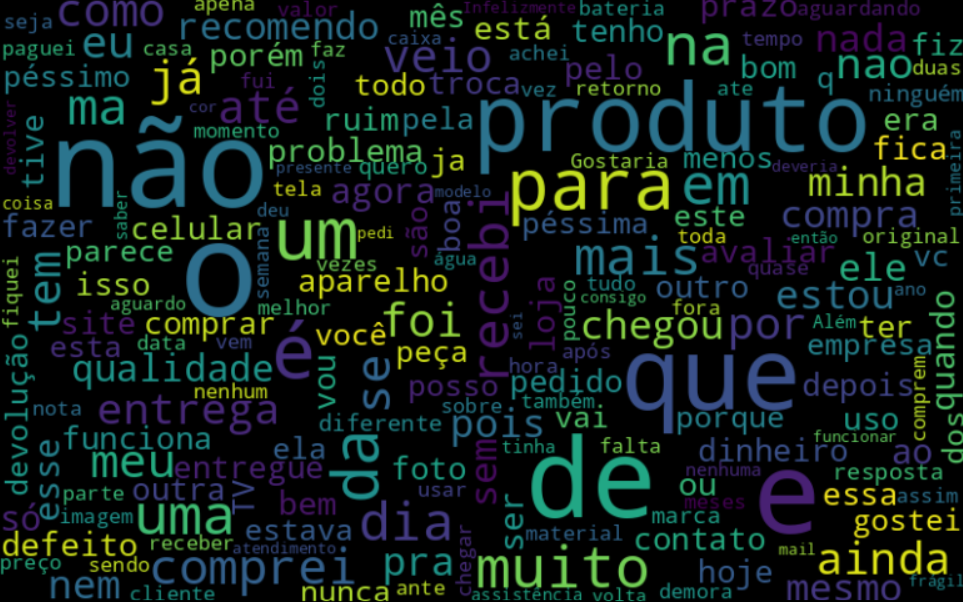 seja como apena valor Infelizmente bateria prazo aguardando
recomendo mês está tenho tempo nada fiz
paguei eu casa porém faz caixa veio achei na nao duas
péssimo já fui dois todo troca vez pelo retorno bom q ninguém
ma cor até ate
devolver tive não momento ruim pela produto era
problema ja Gostaria menos fica
presente quero deveria primeira
coisa tela agora modelo para em minha
fazer saber celular deu um pedi são boa recebi péssima este compra
semana toda então original
tem parece vezes água mais avaliar vc
isso o aparelho tudo quase ele
fiquei aguardo melhor sei loja pouco consigo outro estou ano
site comprar você foi fora
esta data vem é chegou por Além ter
devolução qualidade vou se peça hora após que empresa quando
nenhum posso pedido depois comprem
nota entrega sobre também. porque uso dos
funciona diferente pois vai funcionar
esse meu ela da tinha de falta dinheiro ao
entregue foto sem nenhuma resposta
parte outra TV bem usar ou meses e essa assim
só imagem uma estava dia ser marca gostei
defeito receber atendimento material contato
preço sendo comprei pra chegar muito mail ainda
nem cliente nunca ante assistência volta demora hoje mesmo frágil